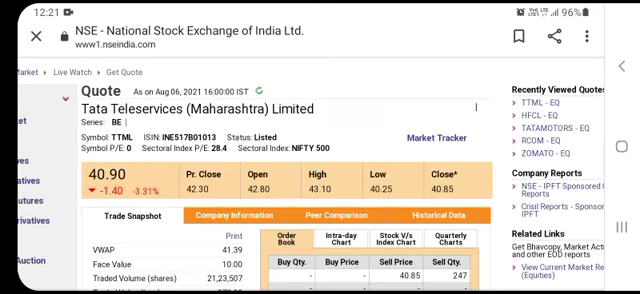 12:21
96%
NSE - National Stock Exchange of India Ltd.
www1.nseindia.com
Market > Live Watch > Get Quote
Quote As on Aug 06, 2021 16:00:00 IST
Tata Teleservices (Maharashtra) Limited
Series: BE
Symbol: TTML ISIN: INE517B01013 Status: Listed
Symbol P/E: 0 Sectoral Index P/E: 28.4 Sectoral Index: NIFTY 500
Market Tracker
40.90 Pr. Close Open High Low Close*
-1.40 -3.31% 42.30 42.80 43.10 40.25 40.85
Trade Snapshot Company Information Peer Comparison Historical Data
Print
VWAP 41.39
Face Value 10.00
Traded Volume (shares) 21,23,507
Order Book
Intra-day Chart
Stock V/s Index Chart
Quarterly Charts
Buy Qty. Buy Price Sell Price Sell Qty.
- - 40.85 247
Recently Viewed Quotes
TTML - EQ
HFCL - EQ
TATAMOTORS - EQ
RCOM - EQ
ZOMATO - EQ
Company Reports
NSE - IPFT Sponsored
Reports
Crisil Reports - Sponsor
IPFT
Related Links
Get Bhavcopy, Market Acti
and other EOD reports
View Current Market Re
(Equities)
ket
ves
atives
utures
rivatives
Auction